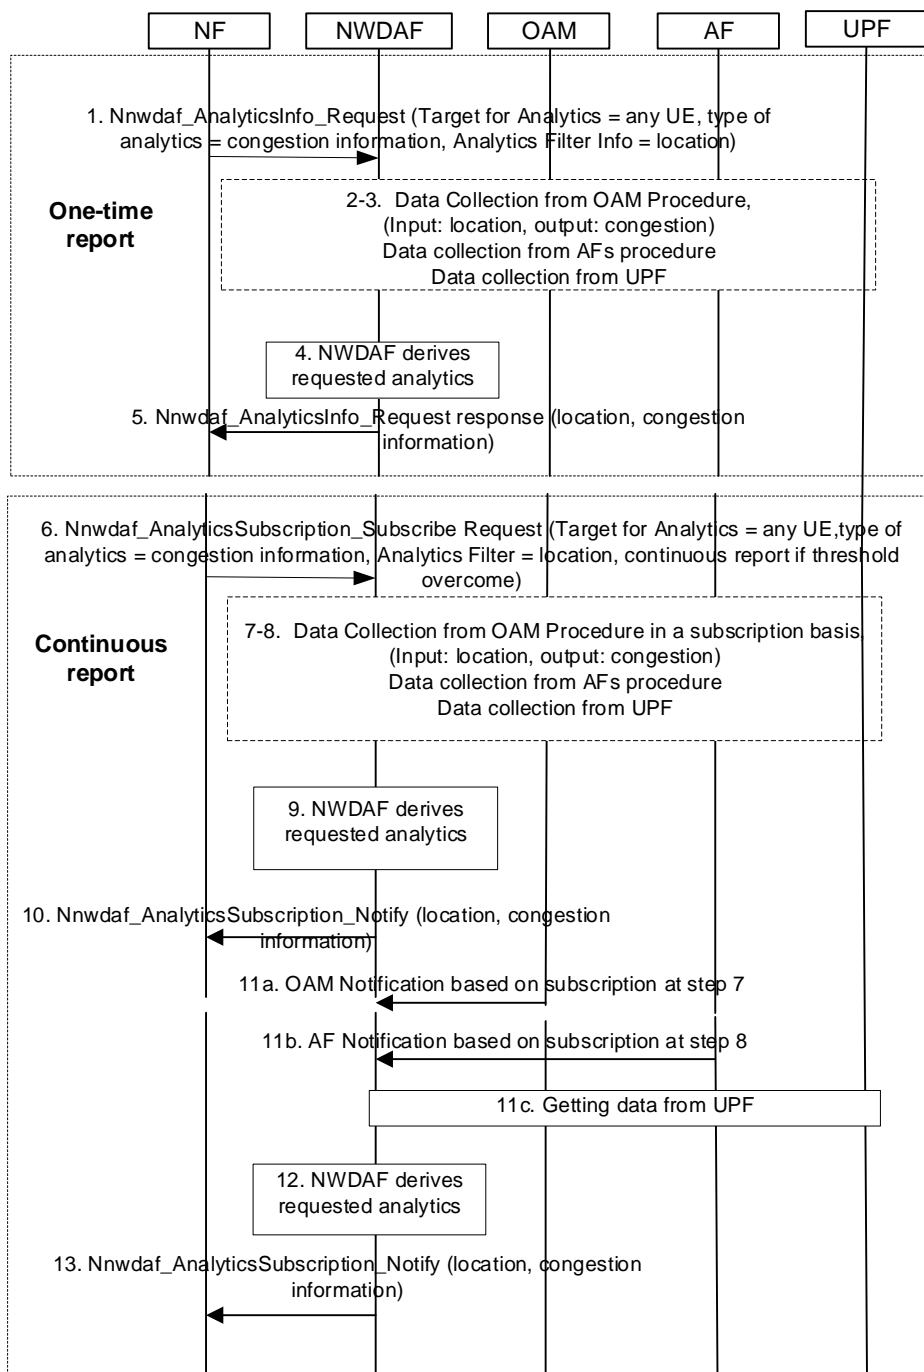 NF
NWDAF
OAM
AF
UPF
1. Nnwdaf_AnalyticsInfo_Request (Target for Analytics = any UE, type of
analytics = congestion information, Analytics Filter Info = location)
One-time
report
2-3. Data Collection from OAM Procedure,
(Input: location, output: congestion)
Data collection from AFs procedure
Data collection from UPF
4. NWDAF derives
requested analytics
5. Nnwdaf_AnalyticsInfo_Request response (location, congestion
information)
6. Nnwdaf_AnalyticsSubscription_Subscribe Request (Target for Analytics = any UE,type of
analytics = congestion information, Analytics Filter = location, continuous report if threshold
overcome)
Continuous
report
7-8. Data Collection from OAM Procedure in a subscription basis,
(Input: location, output: congestion)
Data collection from AFs procedure
Data collection from UPF
9. NWDAF derives
requested analytics
10. Nnwdaf_AnalyticsSubscription_Notify (location, congestion
information)
11a. OAM Notification based on subscription at step 7
11b. AF Notification based on subscription at step 8
11c. Getting data from UPF
12. NWDAF derives
requested analytics
13. Nnwdaf_AnalyticsSubscription_Notify (location, congestion
information)